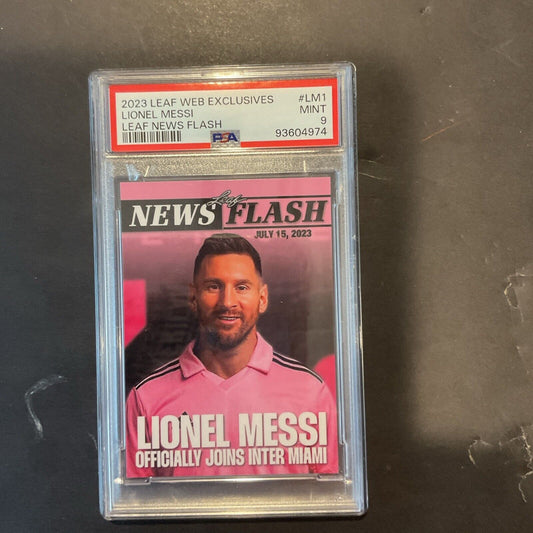 2023 LEAF WEB EXCLUSIVES #LM1
LIONEL MESSI MINT
LEAF NEWS FLASH 9
PSA 93604974
Leaf
NEWS FLASH
JULY 15, 2023
LIONEL MESSI
OFFICIALLY JOINS INTER MIAMI